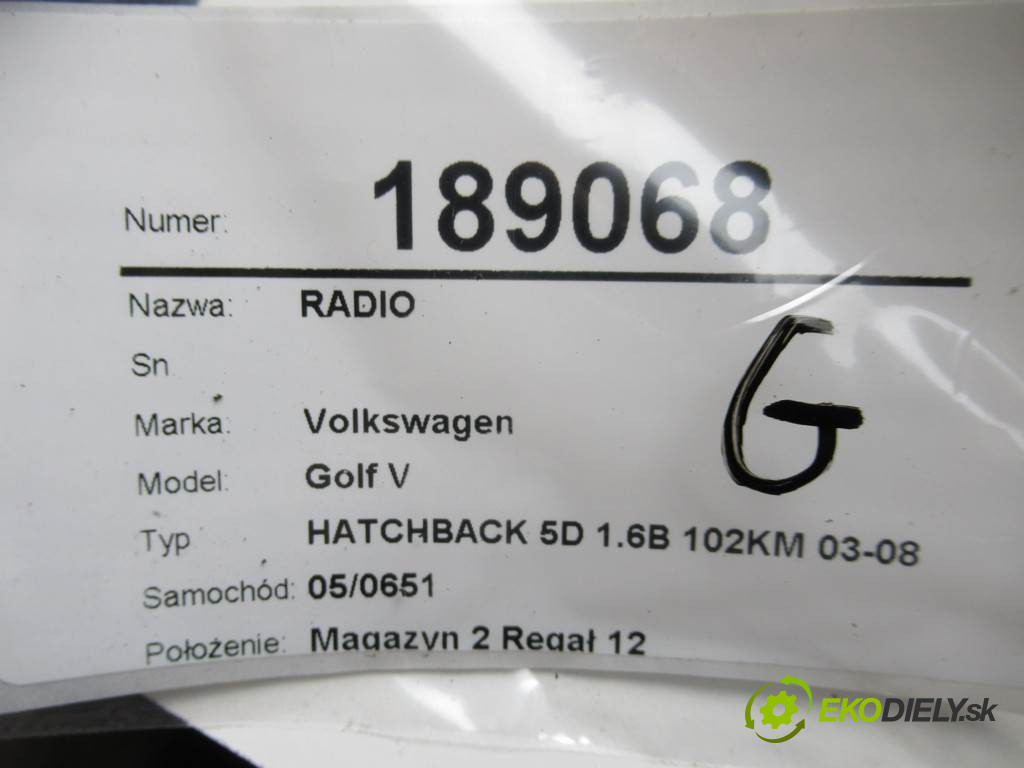 Numer: 189068
Nazwa: RADIO
Sn
Marka: Volkswagen
Model: Golf V
Typ HATCHBACK 5D 1.6B 102KM 03-08
Samochód: 05/0651
Położenie: Magazyn 2 Regał 12
G
EKODIELY.sk